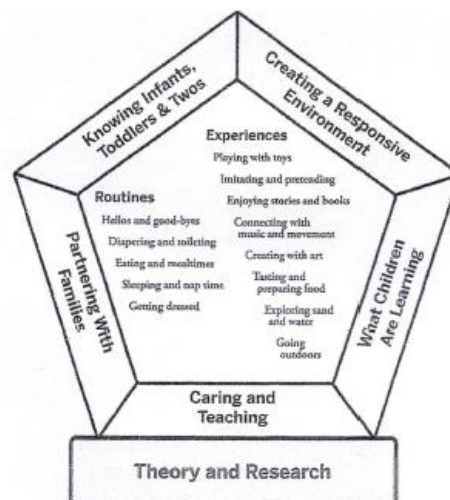 Knowing Infants,
Toddlers & Twos
Creating a Responsive
Environment
Experiences
Playing with toys
Imitating and pretending
Enjoying stories and books
Connecting with
music and movement
Creating with art
Tasting and
preparing food
Exploring sand
and water
Going
outdoors
Routines
Hellos and good-byes
Diapering and toileting
Eating and mealtimes
Sleeping and nap time
Getting dressed
Partnering With
Families
What Children
Are Learning
Caring and
Teaching
Theory and Research